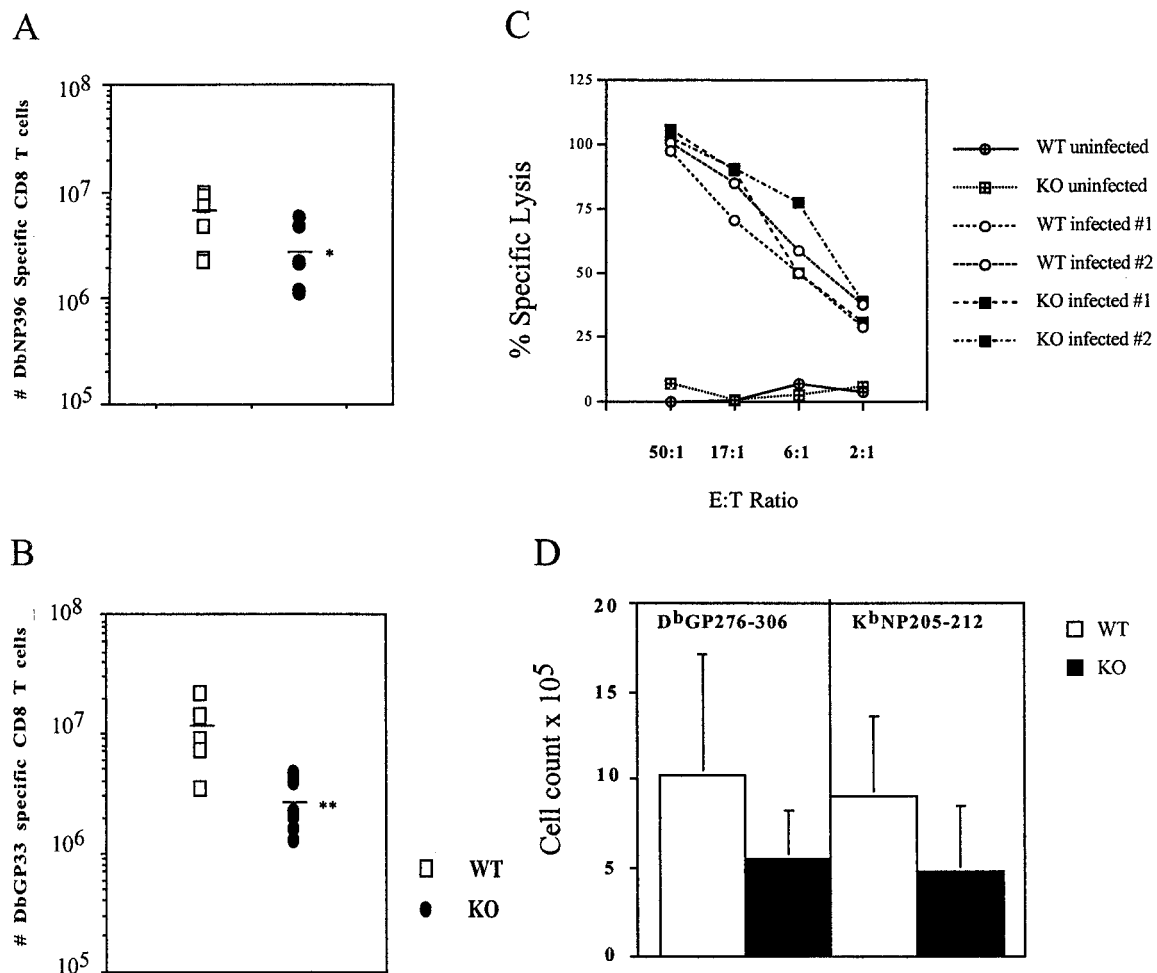 A
# DbNP396 Specific CD8 T cells
10^8
10^7
10^6
10^5
*
B
# DbGP33 specific CD8 T cells
10^8
10^7
10^6
10^5
**
WT
KO
C
% Specific Lysis
125
100
75
50
25
0
50:1 17:1 6:1 2:1
E:T Ratio
WT uninfected
KO uninfected
WT infected #1
WT infected #2
KO infected #1
KO infected #2
D
Cell count x 10^5
20
15
10
5
0
D^bGP276-306 K^bNP205-212
WT
KO